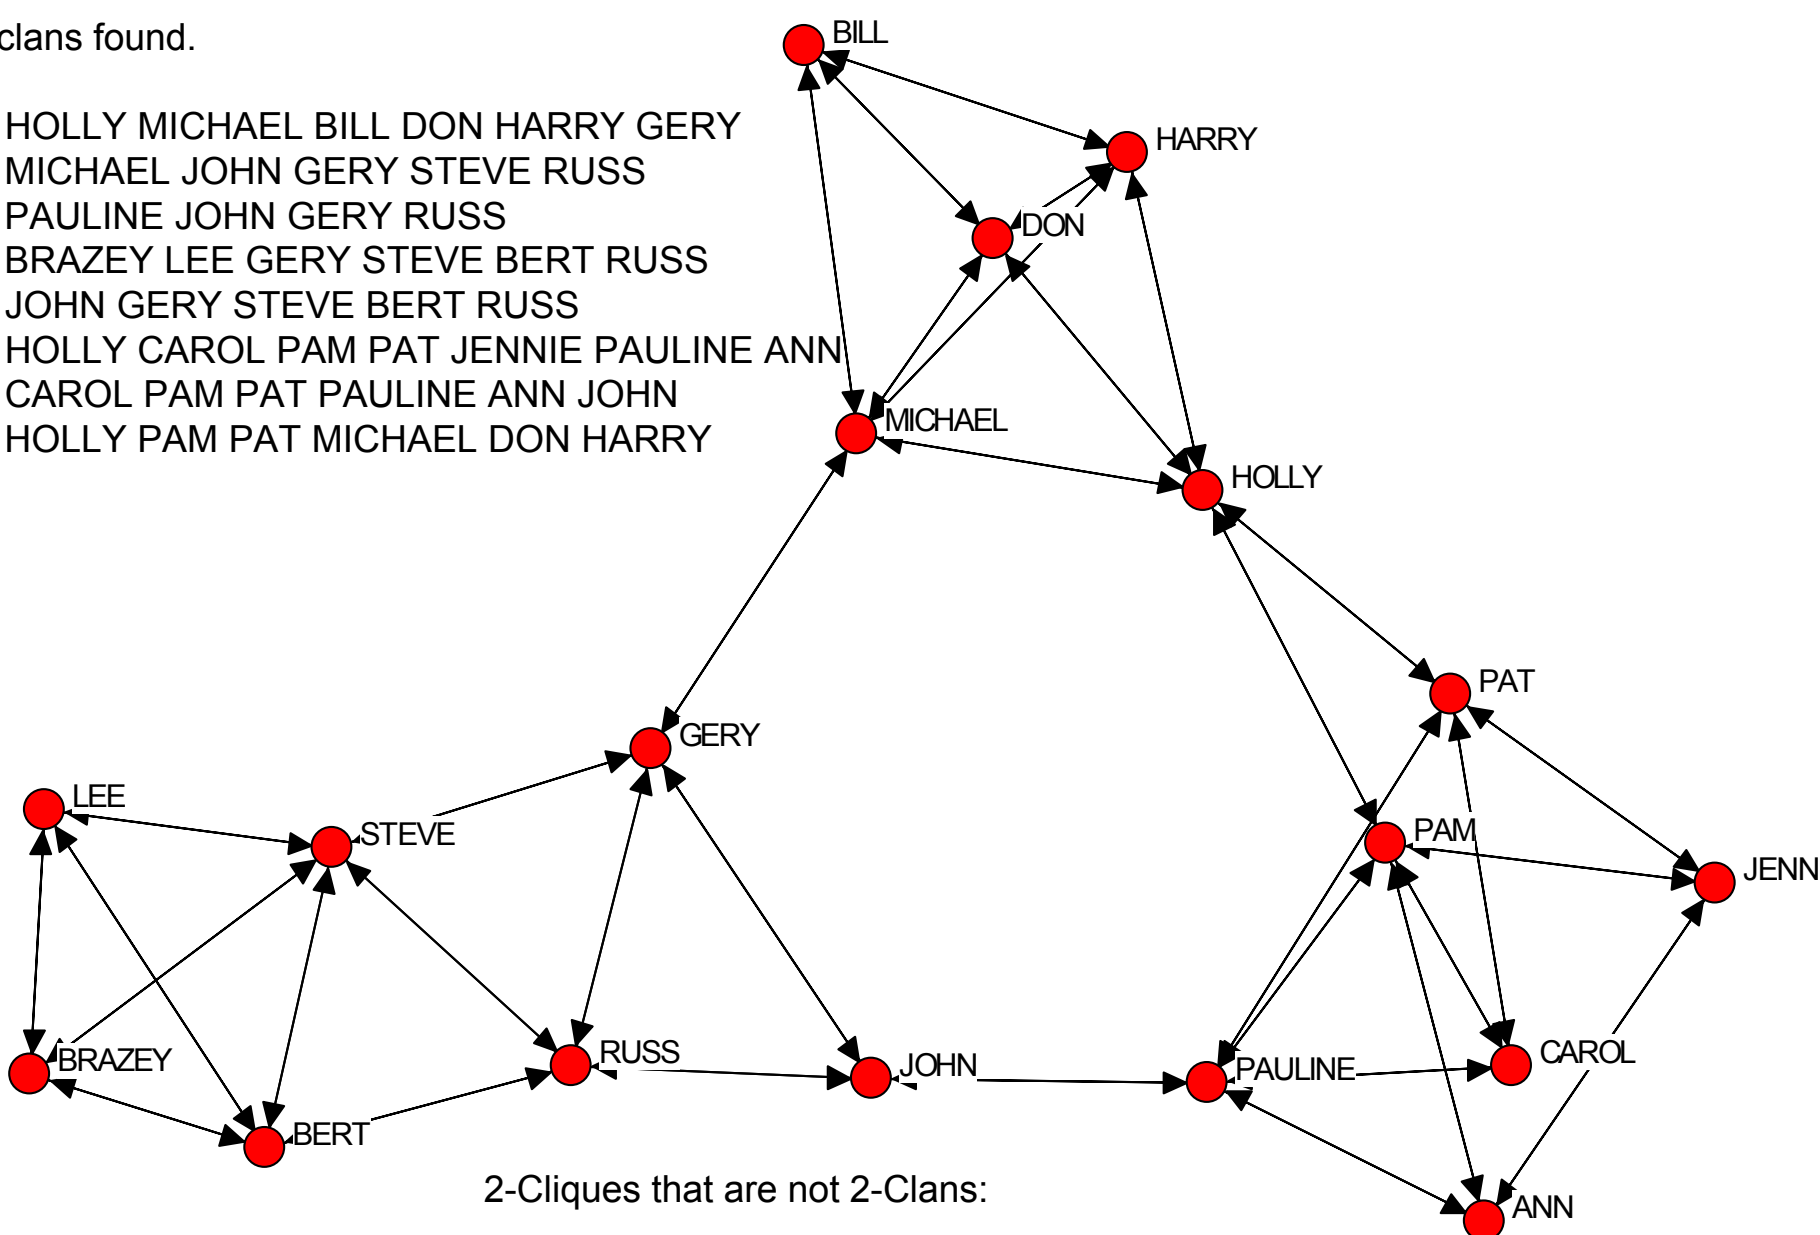 clans found.
HOLLY MICHAEL BILL DON HARRY GERY
MICHAEL JOHN GERY STEVE RUSS
PAULINE JOHN GERY RUSS
BRAZEY LEE GERY STEVE BERT RUSS
JOHN GERY STEVE BERT RUSS
HOLLY CAROL PAM PAT JENNIE PAULINE ANN
CAROL PAM PAT PAULINE ANN JOHN
HOLLY PAM PAT MICHAEL DON HARRY
BILL
HARRY
DON
MICHAEL
HOLLY
PAT
GERY
LEE
STEVE
PAM
JENN
BRAZEY
RUSS
JOHN
PAULINE
CAROL
BERT
ANN
2-Cliques that are not 2-Clans: